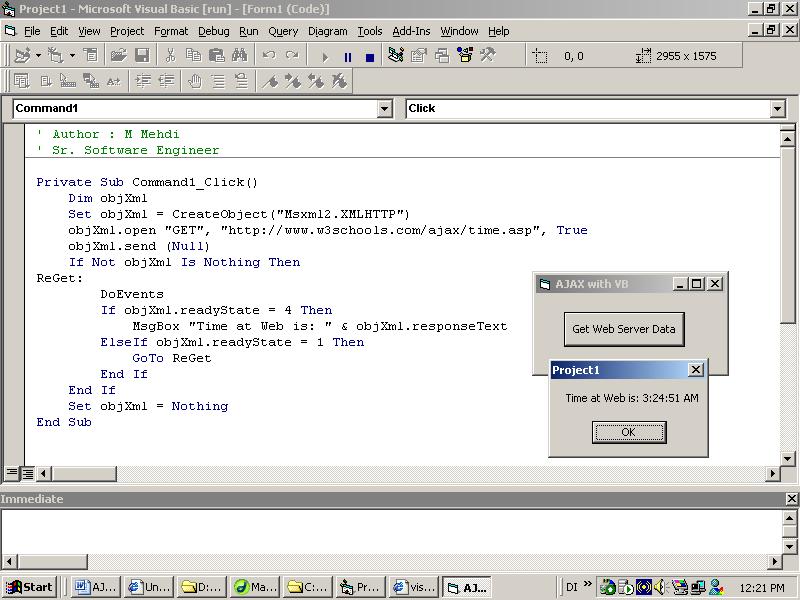 Project1 - Microsoft Visual Basic [run] - [Form1 (Code)]
File Edit View Project Format Debug Run Query Diagram Tools Add-Ins Window Help
0, 0 2955 x 1575
Command1 Click
' Author : M Mehdi
' Sr. Software Engineer
Private Sub Command1_Click()
Dim objXml
Set objXml = CreateObject("Msxml2.XMLHTTP")
objXml.open "GET", "http://www.w3schools.com/ajax/time.asp", True
objXml.send (Null)
If Not objXml Is Nothing Then
ReGet:
DoEvents
If objXml.readyState = 4 Then
MsgBox "Time at Web is: " & objXml.responseText
ElseIf objXml.readyState = 1 Then
GoTo ReGet
End If
End If
Set objXml = Nothing
End Sub
AJAX with VB
Get Web Server Data
Project1
Time at Web is: 3:24:51 AM
OK
Immediate
Start AJ... Un... D:... Ma... C:... Pr... vis... AJ... DI » 12:21 PM